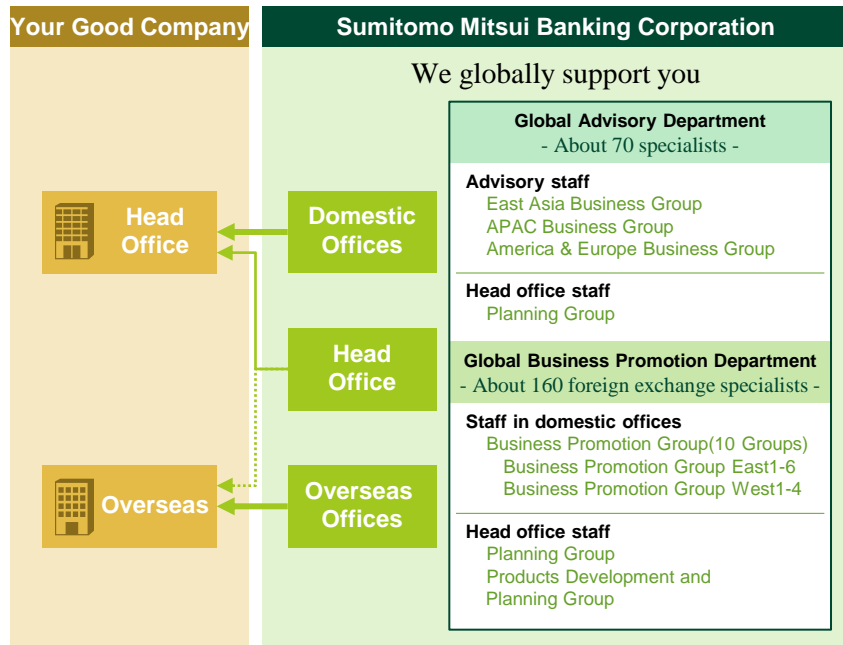 Your Good Company
Sumitomo Mitsui Banking Corporation
We globally support you
Head
Office
Overseas
Domestic
Offices
Head
Office
Overseas
Offices
Global Advisory Department
- About 70 specialists -
Advisory staff
East Asia Business Group
APAC Business Group
America & Europe Business Group
Head office staff
Planning Group
Global Business Promotion Department
- About 160 foreign exchange specialists -
Staff in domestic offices
Business Promotion Group(10 Groups)
Business Promotion Group East1-6
Business Promotion Group West1-4
Head office staff
Planning Group
Products Development and
Planning Group